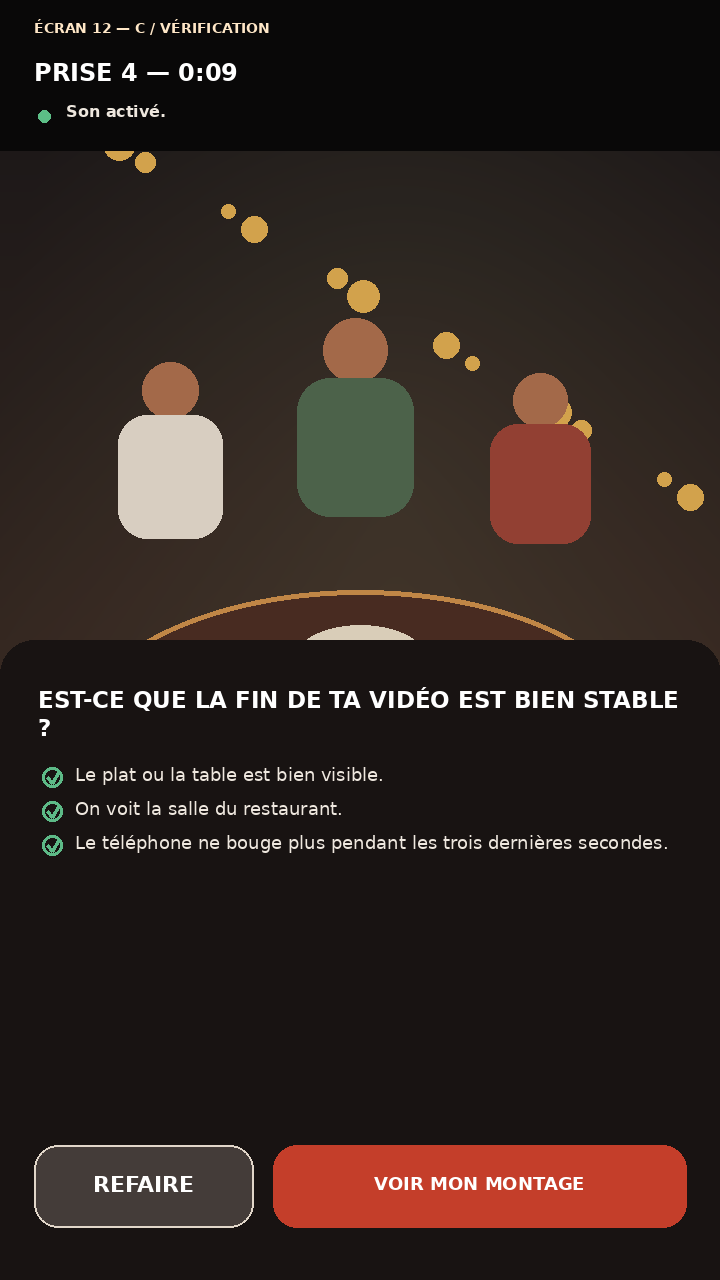 ÉCRAN 12 — C / VÉRIFICATION
PRISE 4 — 0:09
Son activé.
EST-CE QUE LA FIN DE TA VIDÉO EST BIEN STABLE
?
Le plat ou la table est bien visible.
On voit la salle du restaurant.
Le téléphone ne bouge plus pendant les trois dernières secondes.
REFAIRE
VOIR MON MONTAGE